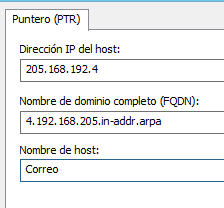 Puntero (PTR)
Dirección IP del host:
205.168.192.4
Nombre de dominio completo (FQDN):
4.192.168.205.in-addr.arpa
Nombre de host:
Correo